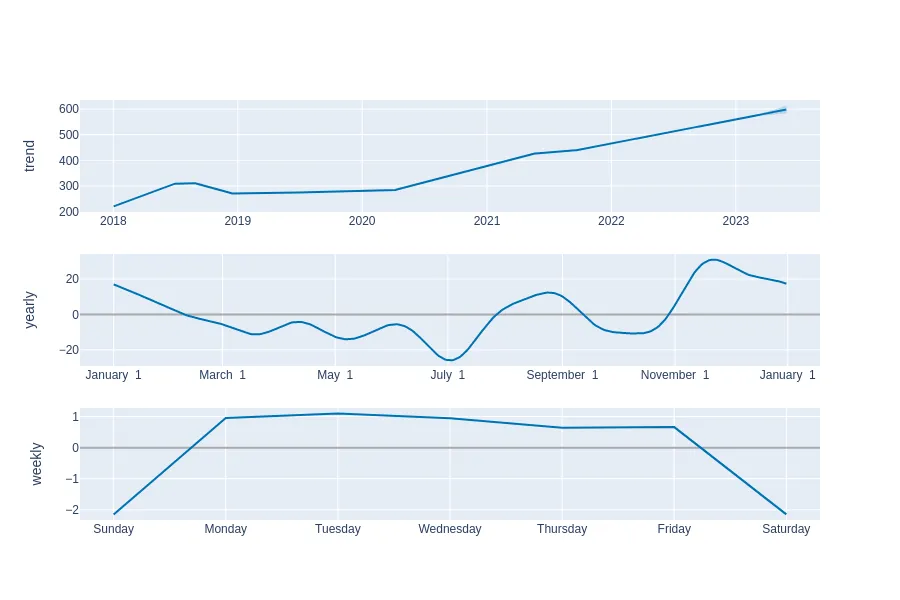 trend
600
500
400
300
200
2018 2019 2020 2021 2022 2023
yearly
20
0
−20
January 1 March 1 May 1 July 1 September 1 November 1 January 1
weekly
1
0
−1
−2
Sunday Monday Tuesday Wednesday Thursday Friday Saturday